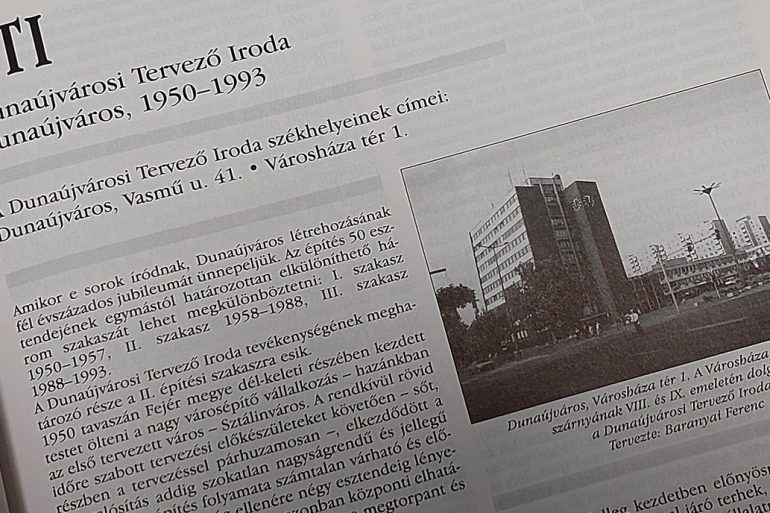 TI
Dunaújvárosi Tervező Iroda
Dunaújváros, 1950–1993
A Dunaújvárosi Tervező Iroda székhelyeinek címei:
Dunaújváros, Vasmű u. 41. • Városháza tér 1.
Amikor e sorok íródnak, Dunaújváros létrehozásának
fél évszázados jubileumát ünnepeljük. Az építés 50 esz-
tendejének egymástól határozottan elkülöníthető há-
rom szakaszát lehet megkülönböztetni: I. szakasz
1950–1957, II. szakasz 1958–1988, III. szakasz
1988–1993.
A Dunaújvárosi Tervező Iroda tevékenységének megha-
tározó része a II. építési szakaszra esik.
1950 tavaszán Fejér megye dél-keleti részében kezdett
testet ölteni a nagy városépítő vállalkozás – hazánkban
az első tervezett város – Sztálinváros. A rendkívül rövid
időre szabott tervezési előkészületeket követően – sőt,
részben a tervezéssel párhuzamosan –, elkezdődött a
addig szokatlan nagyságrendű és jellegű
folyamata számtalan várható és elő-
ellenére négy esztendeig lénye-
központi elhatá-
megtorpant és
Dunaújváros, Városháza tér 1. A Városháza
szárnyának VIII. és IX. emeletén dolg
a Dunaújvárosi Tervező Iroda
Tervezte: Baranyai Ferenc
kezdetben előnyös
járó terhek,